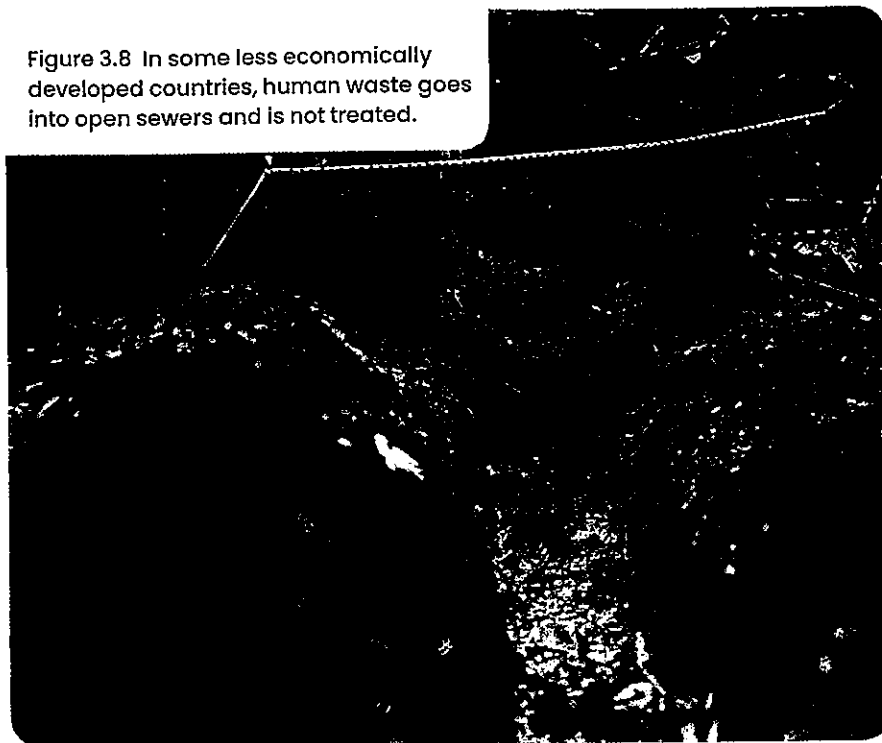 Figure 3.8 In some less economically
developed countries, human waste goes
into open sewers and is not treated.